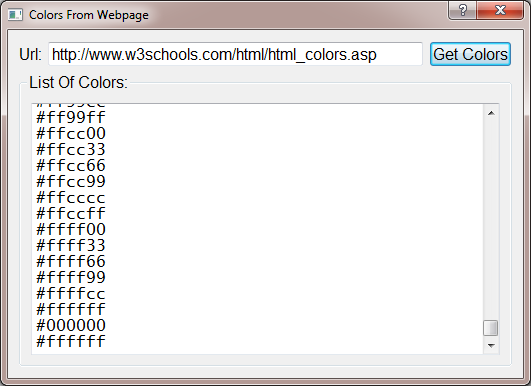 Colors From Webpage
?
Url: http://www.w3schools.com/html/html_colors.asp Get Colors
List Of Colors:
#ff99cc
#ff99ff
#ffcc00
#ffcc33
#ffcc66
#ffcc99
#ffcccc
#ffccff
#ffff00
#ffff33
#ffff66
#ffff99
#ffffcc
#ffffff
#000000
#ffffff